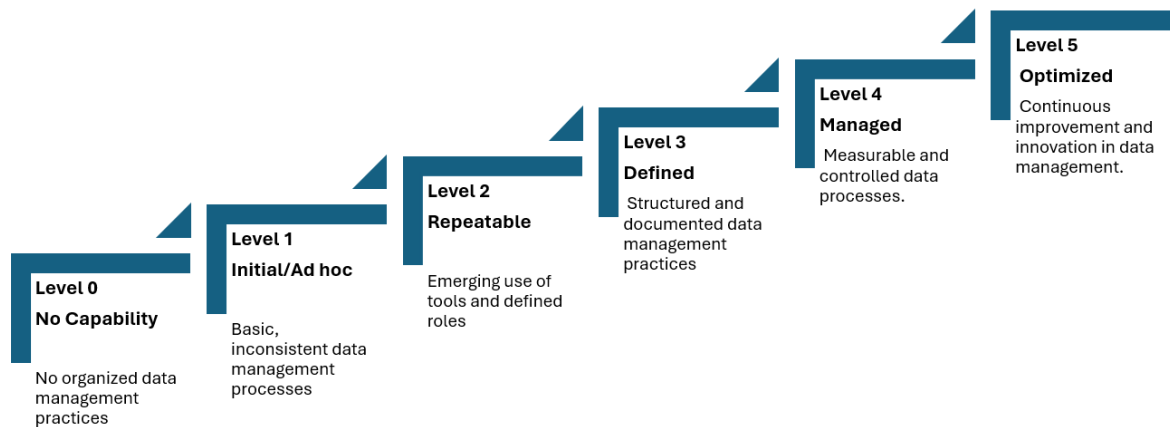 Level 0
No Capability
No organized data
management
practices
Level 1
Initial/Ad hoc
Basic,
inconsistent data
management
processes
Level 2
Repeatable
Emerging use of
tools and defined
roles
Level 3
Defined
Structured and
documented data
management
practices
Level 4
Managed
Measurable and
controlled data
processes.
Level 5
Optimized
Continuous
improvement and
innovation in data
management.